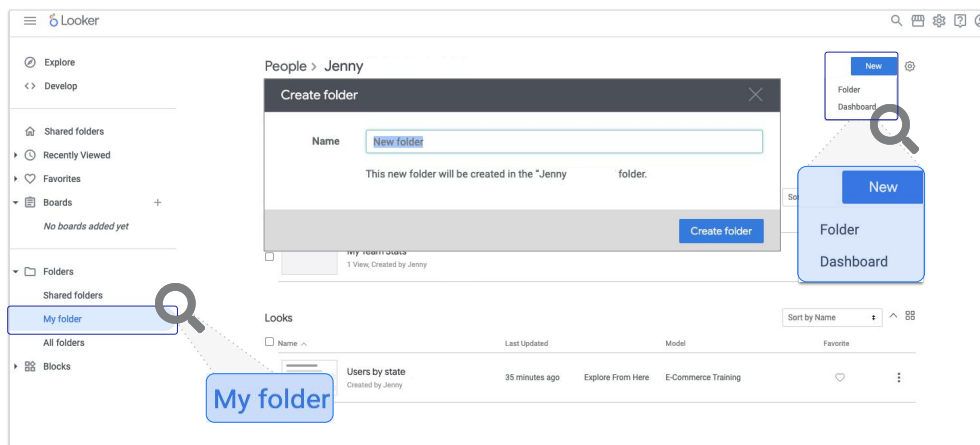 Looker
Explore
Develop
Shared folders
Recently Viewed
Favorites
Boards +
No boards added yet
Folders
Shared folders
My folder
All folders
Blocks
My folder
People > Jenny
New
Folder
Dashboard
New
Folder
Dashboard
Create folder
Name New folder
This new folder will be created in the "Jenny folder.
Create folder
My Team Stats
1 View, Created by Jenny
Looks
Sort by Name
Name Last Updated Model Favorite
Users by state
Created by Jenny
35 minutes ago Explore From Here E-Commerce Training